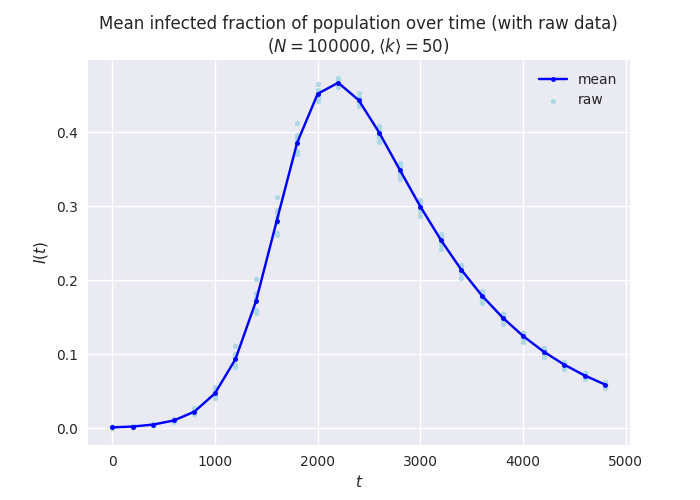 Mean infected fraction of population over time (with raw data)
(N = 100000, ⟨k⟩ = 50)
mean
raw
I(t)
0.4
0.3
0.2
0.1
0.0
0 1000 2000 3000 4000 5000
t